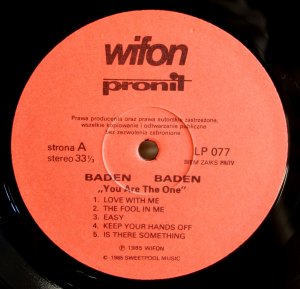 wifon
pronit
Prawa producenta oraz prawa autorskie zastrzeżone,
wszelkie kopiowanie i odtwarzanie publiczne
bez zezwolenia zabronione
strona A
stereo 33⅓
LP 077
BIEM ZAIKS
BADEN BADEN
„You Are The One”
1. LOVE WITH ME
2. THE FOOL IN ME
3. EASY
4. KEEP YOUR HANDS OFF
5. IS THERE SOMETHING
℗ 1985 WIFON
© 1985 SWEETPOOL MUSIC